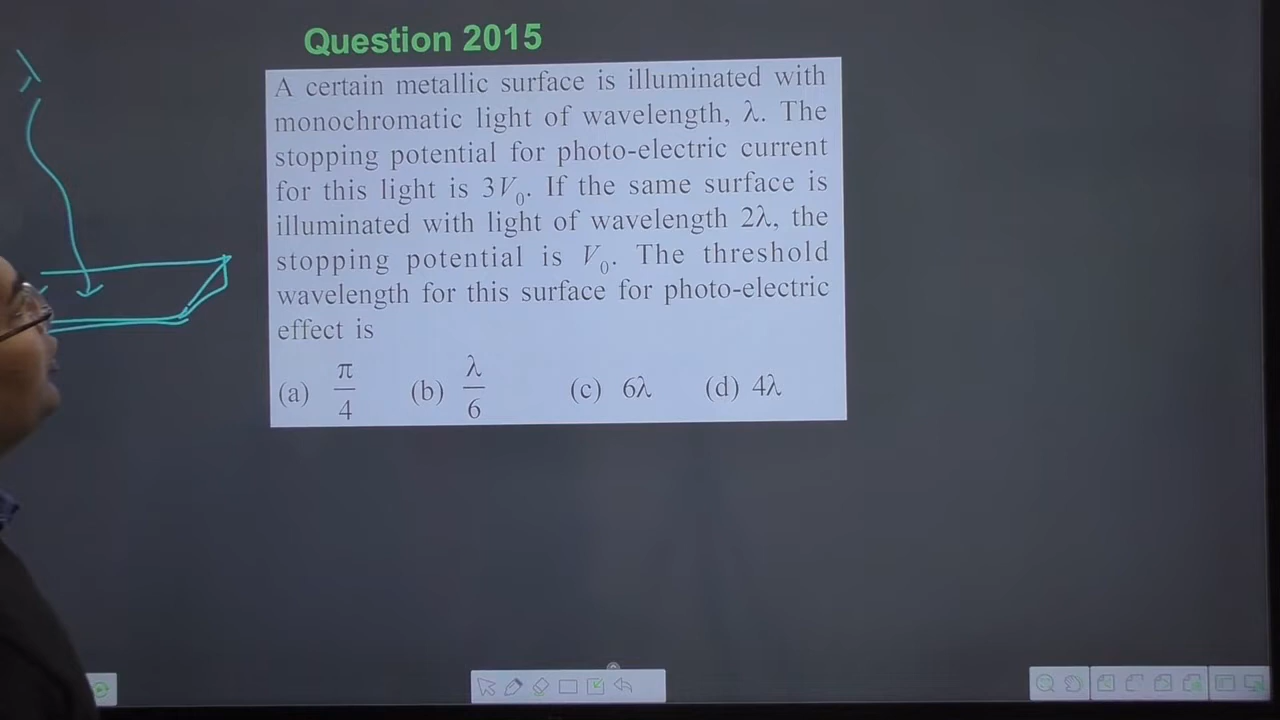 Question 2015
λ
A certain metallic surface is illuminated with
monochromatic light of wavelength, λ. The
stopping potential for photo-electric current
for this light is 3V₀. If the same surface is
illuminated with light of wavelength 2λ, the
stopping potential is V₀. The threshold
wavelength for this surface for photo-electric
effect is
(a) π/4 (b) λ/6 (c) 6λ (d) 4λ